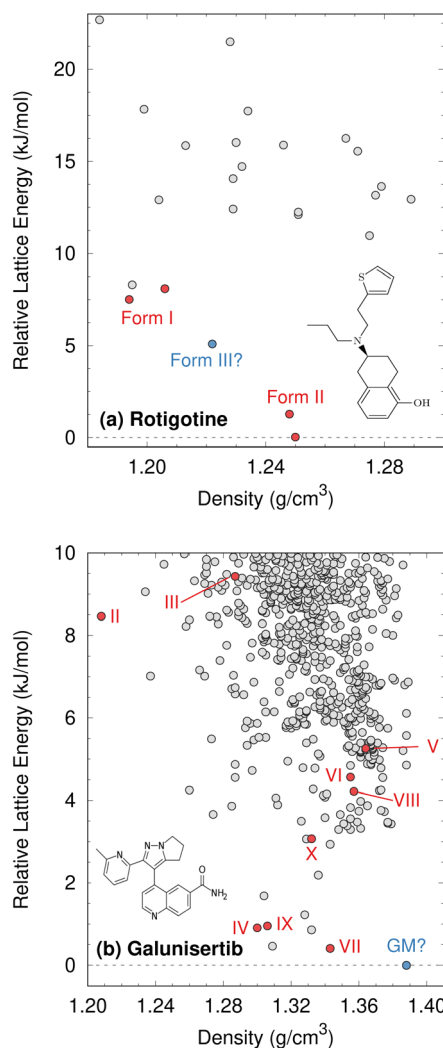 Relative Lattice Energy (kJ/mol)
20
15
10
5
0
Form I
Form III?
Form II
S
N
OH
(a) Rotigotine
1.20
1.24
1.28
Density (g/cm³)
Relative Lattice Energy (kJ/mol)
10
8
6
4
2
0
III
II
V
VI
VIII
X
N
N
N
O
NH₂
N
IV
IX
VII
GM?
(b) Galunisertib
1.20
1.24
1.28
1.32
1.36
1.40
Density (g/cm³)